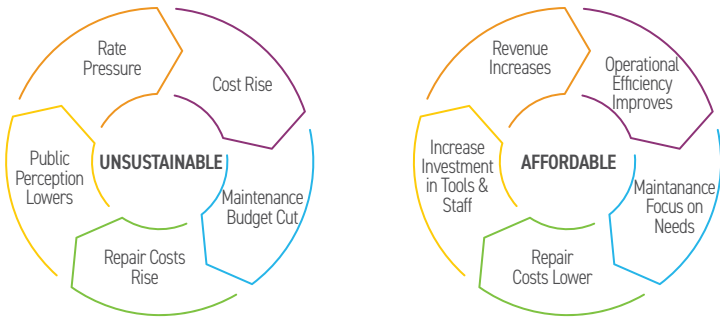 Rate
Pressure
Cost Rise
Maintenance
Budget Cut
Repair Costs
Rise
Public
Perception
Lowers
UNSUSTAINABLE
Revenue
Increases
Operational
Efficiency
Improves
Maintanance
Focus on
Needs
Repair
Costs Lower
Increase
Investment
in Tools &
Staff
AFFORDABLE